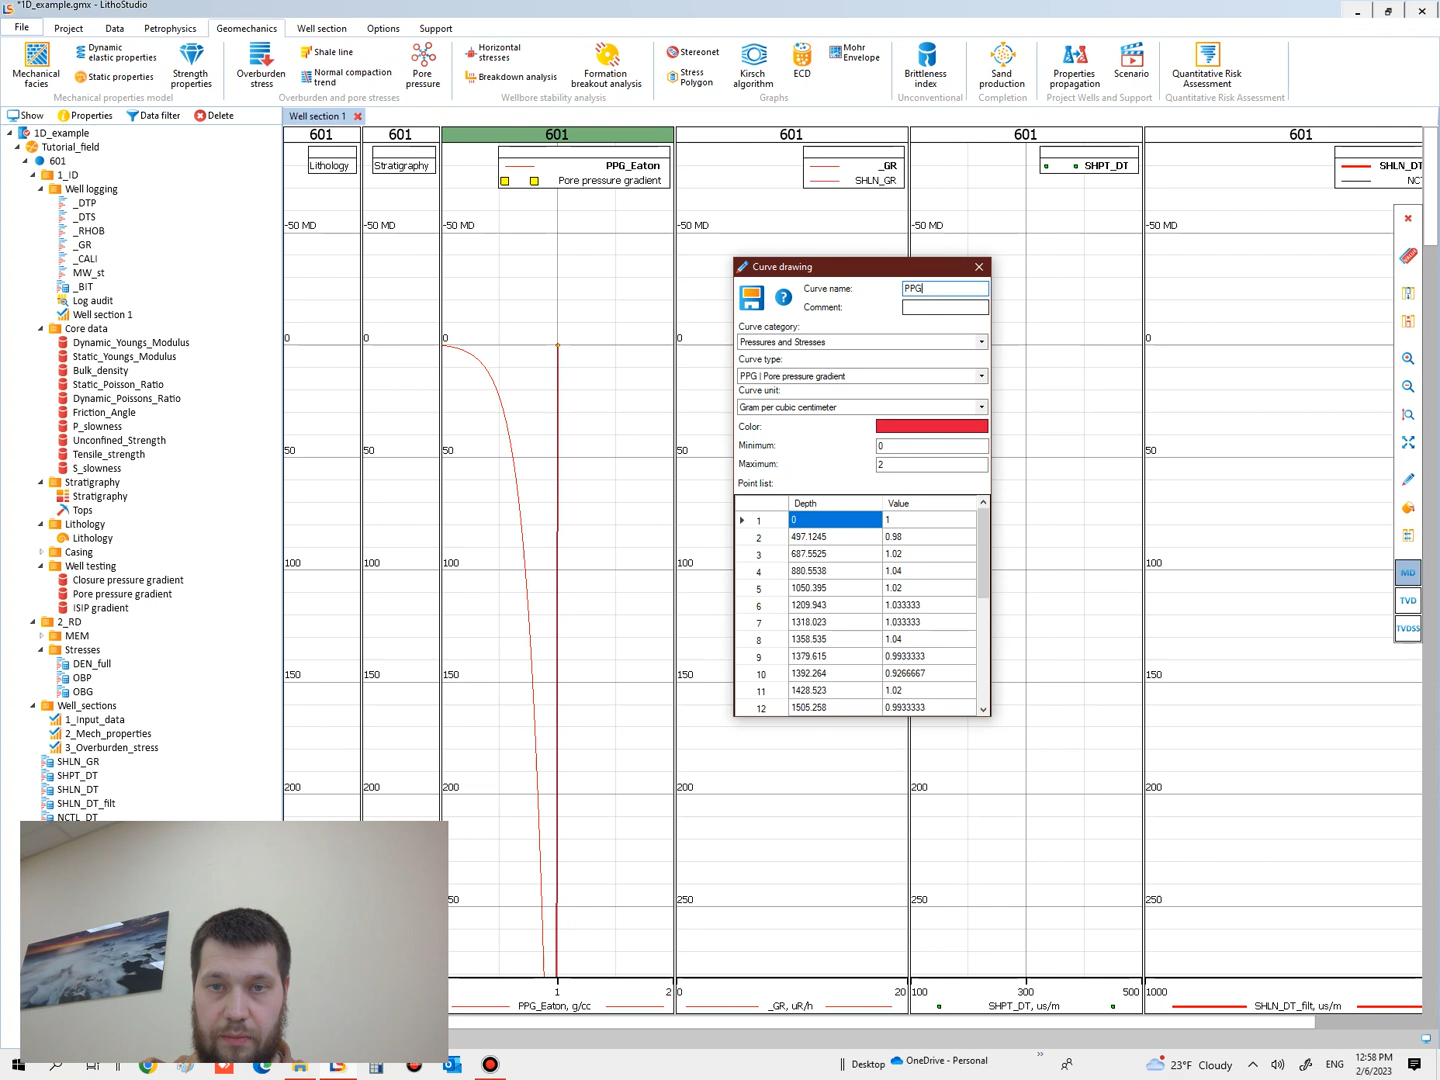 *1D_example.gmx - LithoStudio
File Project Data Petrophysics Geomechanics Well section Options Support
Mechanical facies
Dynamic elastic properties
Static properties
Strength properties
Mechanical properties model
Overburden stress
Shale line
Normal compaction trend
Pore pressure
Overburden and pore stresses
Horizontal stresses
Breakdown analysis
Formation breakout analysis
Wellbore stability analysis
Stereonet
Stress Polygon
Kirsch algorithm
ECD
Mohr Envelope
Graphs
Brittleness index
Unconventional
Sand production
Completion
Properties propagation
Scenario
Project Wells and Support
Quantitative Risk Assessment
Quantitative Risk Assessment
Show Properties Data filter Delete
Well section 1
1D_example
Tutorial_field
601
1_ID
Well logging
_DTP
_DTS
_RHOB
_GR
_CALI
MW_st
_BIT
Log audit
Well section 1
Core data
Dynamic_Youngs_Modulus
Static_Youngs_Modulus
Bulk_density
Static_Poisson_Ratio
Dynamic_Poissons_Ratio
Friction_Angle
P_slowness
Unconfined_Strength
Tensile_strength
S_slowness
Stratigraphy
Stratigraphy
Tops
Lithology
Lithology
Casing
Well testing
Closure pressure gradient
Pore pressure gradient
ISIP gradient
2_RD
MEM
Stresses
DEN_full
OBP
OBG
Well_sections
1_Input_data
2_Mech_properties
3_Overburden_stress
SHLN_GR
SHPT_DT
SHLN_DT
SHLN_DT_filt
NCTL_DT
601 601 601 601 601 601
Lithology Stratigraphy PPG_Eaton
Pore pressure gradient
_GR
SHLN_GR
SHPT_DT
SHLN_DT
NC
-50 MD -50 MD -50 MD -50 MD -50 MD -50 MD
0 0 0 0 0 0
50 50 50 50 50 50
100 100 100 100 100 100
150 150 150 150 150 150
200 200 200 200 200 200
50 250 250 250
1 2 0 20 100 300 500 1000
PPG_Eaton, g/cc _GR, uR/h SHPT_DT, us/m SHLN_DT_filt, us/m
Curve drawing
Curve name: PPG
Comment:
Curve category:
Pressures and Stresses
Curve type:
PPG | Pore pressure gradient
Curve unit:
Gram per cubic centimeter
Color:
Minimum: 0
Maximum: 2
Point list:
Depth Value
1 0 1
2 497.1245 0.98
3 687.5525 1.02
4 880.5538 1.04
5 1050.395 1.02
6 1209.943 1.033333
7 1318.023 1.033333
8 1358.535 1.04
9 1379.615 0.9933333
10 1392.264 0.9266667
11 1428.523 1.02
12 1505.258 0.9933333
MD
TVD
TVDSS
Desktop OneDrive - Personal 23°F Cloudy ENG 12:58 PM
2/6/2023